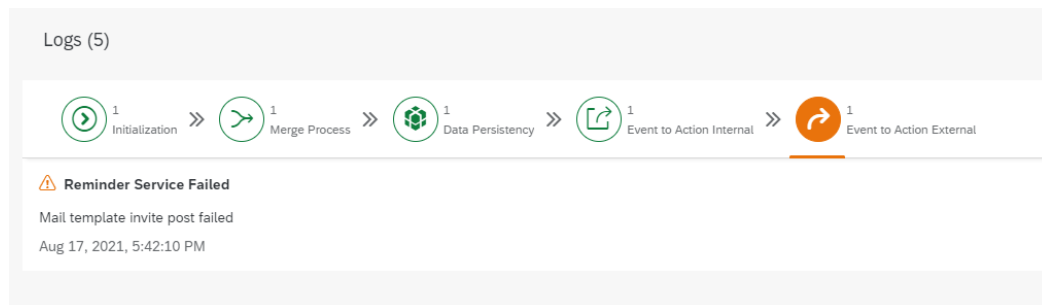 Logs (5)
1
Initialization
1
Merge Process
1
Data Persistency
1
Event to Action Internal
1
Event to Action External
Reminder Service Failed
Mail template invite post failed
Aug 17, 2021, 5:42:10 PM